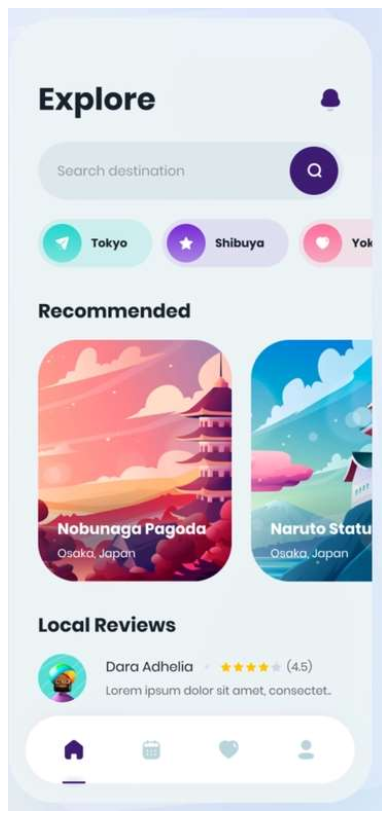 Explore
Search destination
Tokyo
Shibuya
Yok
Recommended
Nobunaga Pagoda
Osaka, Japan
Naruto Statu
Osaka, Japan
Local Reviews
Dara Adhelia
(4.5)
Lorem ipsum dolor sit amet, consectet..